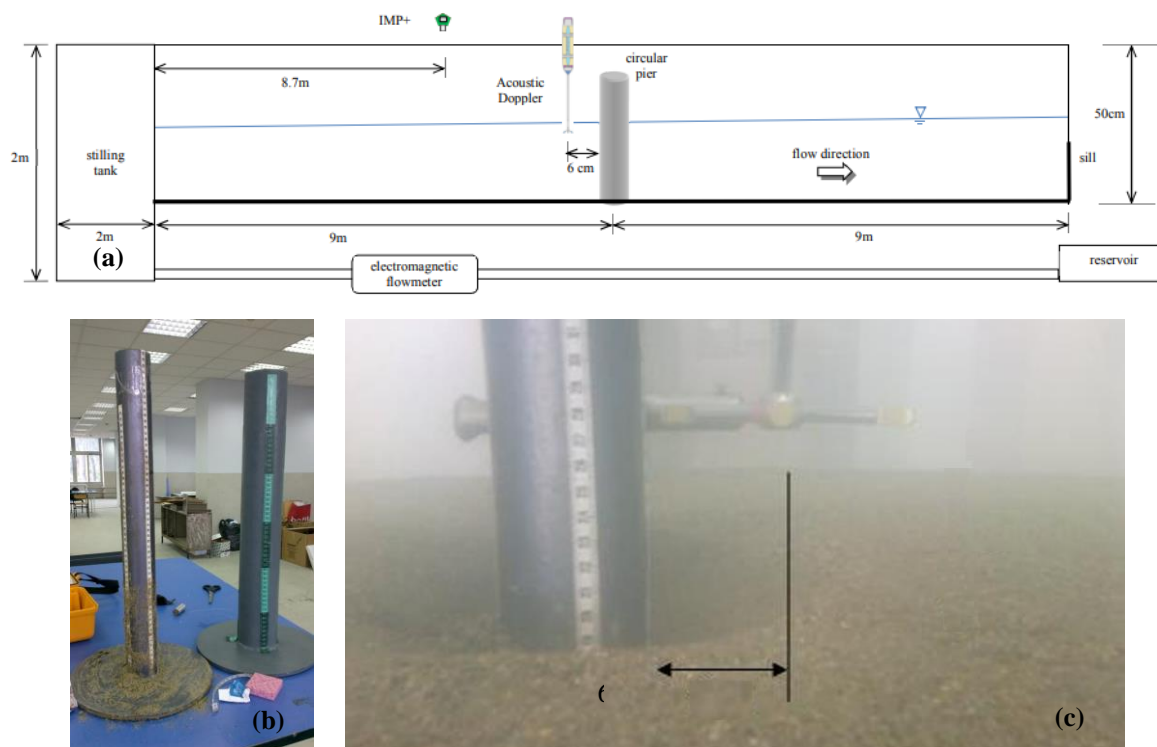 IMP+
circular
pier
8.7m
Acoustic
Doppler
50cm
2m
stilling
tank
flow direction
sill
6 cm
2m
9m
9m
(a)
electromagnetic
flowmeter
reservoir
(b)
(c)